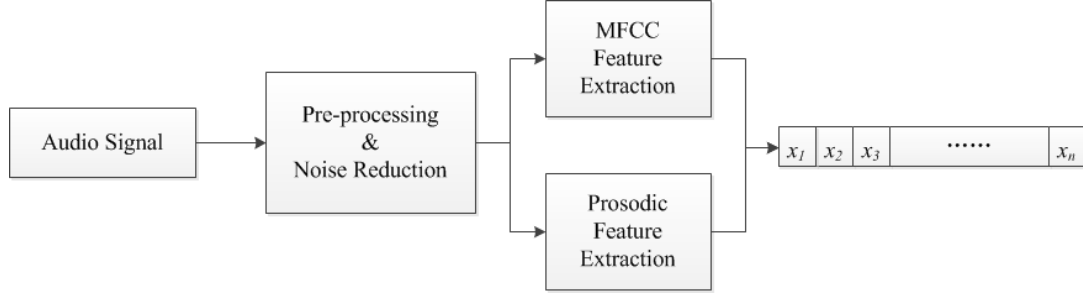 Audio Signal
Pre-processing
&
Noise Reduction
MFCC
Feature
Extraction
Prosodic
Feature
Extraction
x₁ x₂ x₃ ...... xₙ